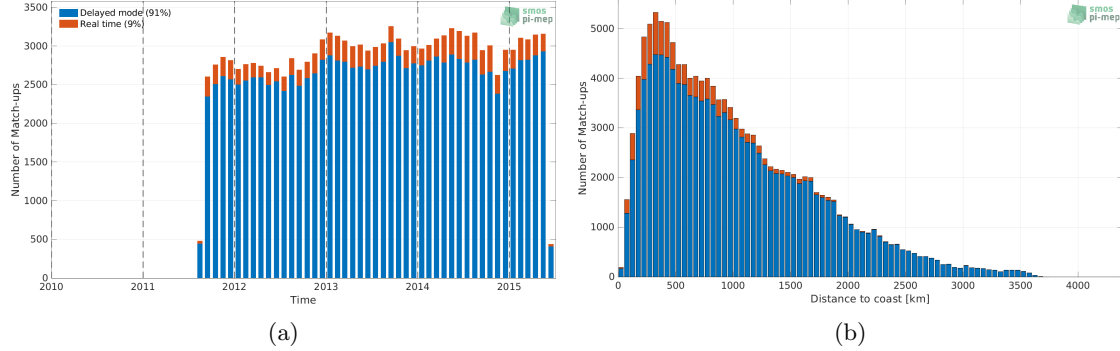 Delayed mode (91%)
Real time (9%)
smos
pi-mep
3500
3000
2500
2000
1500
1000
500
0
Number of Match-ups
2010
2011
2012
2013
2014
2015
Time
(a)
smos
pi-mep
5000
4000
3000
2000
1000
0
Number of Match-ups
0
500
1000
1500
2000
2500
3000
3500
4000
Distance to coast [km]
(b)